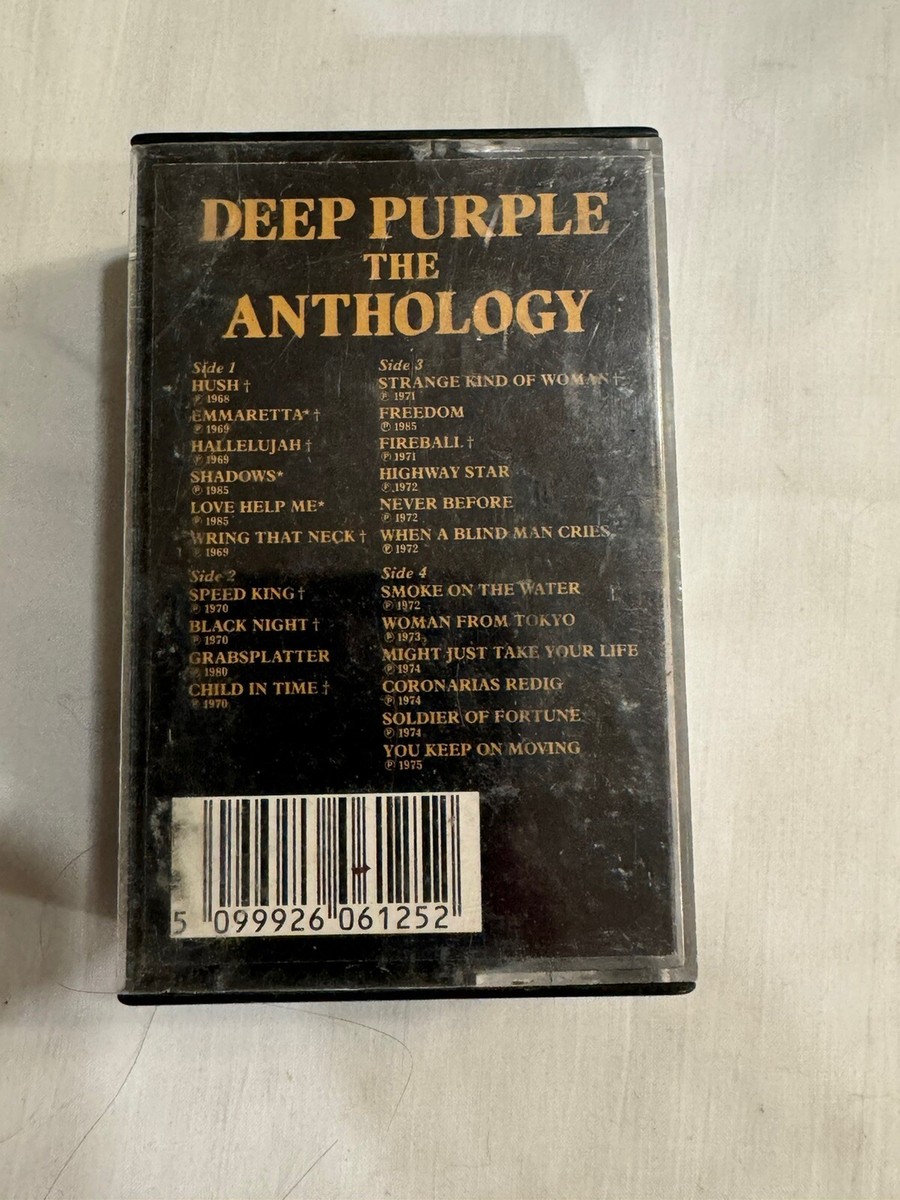 DEEP PURPLE
THE
ANTHOLOGY
Side 1
HUSH †
℗ 1968
EMMARETTA* †
℗ 1969
HALLELUJAH †
℗ 1969
SHADOWS*
℗ 1985
LOVE HELP ME*
℗ 1985
WRING THAT NECK †
℗ 1969
Side 2
SPEED KING †
℗ 1970
BLACK NIGHT †
℗ 1970
GRABSPLATTER
℗ 1980
CHILD IN TIME †
℗ 1970
Side 3
STRANGE KIND OF WOMAN †
℗ 1971
FREEDOM
℗ 1985
FIREBALL †
℗ 1971
HIGHWAY STAR
℗ 1972
NEVER BEFORE
℗ 1972
WHEN A BLIND MAN CRIES
℗ 1972
Side 4
SMOKE ON THE WATER
℗ 1972
WOMAN FROM TOKYO
℗ 1973
MIGHT JUST TAKE YOUR LIFE
℗ 1974
CORONARIAS REDIG
℗ 1974
SOLDIER OF FORTUNE
℗ 1974
YOU KEEP ON MOVING
℗ 1975
5 099926 061252